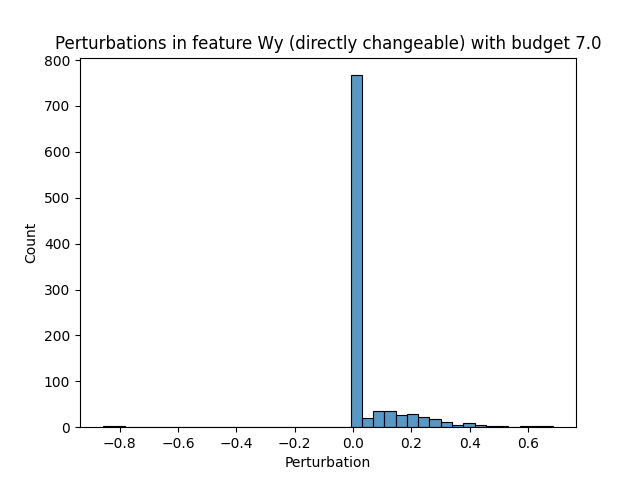 Perturbations in feature Wy (directly changeable) with budget 7.0
800
700
600
500
400
300
200
100
0
Count
−0.8 −0.6 −0.4 −0.2 0.0 0.2 0.4 0.6
Perturbation